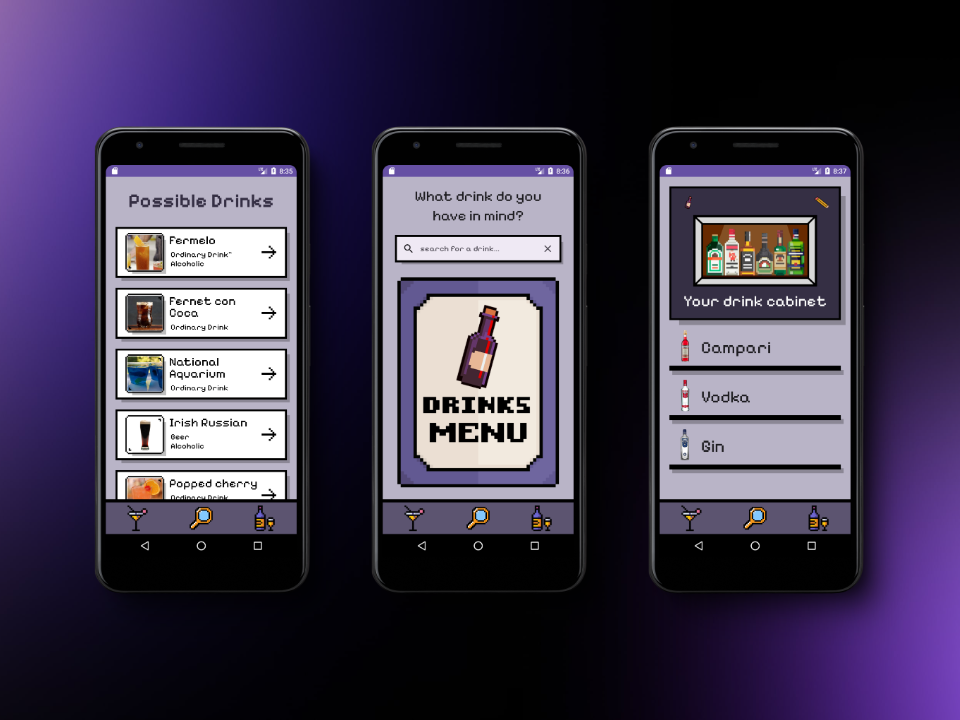 8:35
Possible Drinks
Fermelo
Ordinary Drink"
Alcoholic
Fernet con
Coca
Ordinary Drink
National
Aquarium
Ordinary Drink
Irish Russian
Beer
Alcoholic
Popped cherry
Ordinary Drink
8:36
What drink do you
have in mind?
search for a drink...
DRINKS
MENU
8:37
Your drink cabinet
Campari
Vodka
Gin